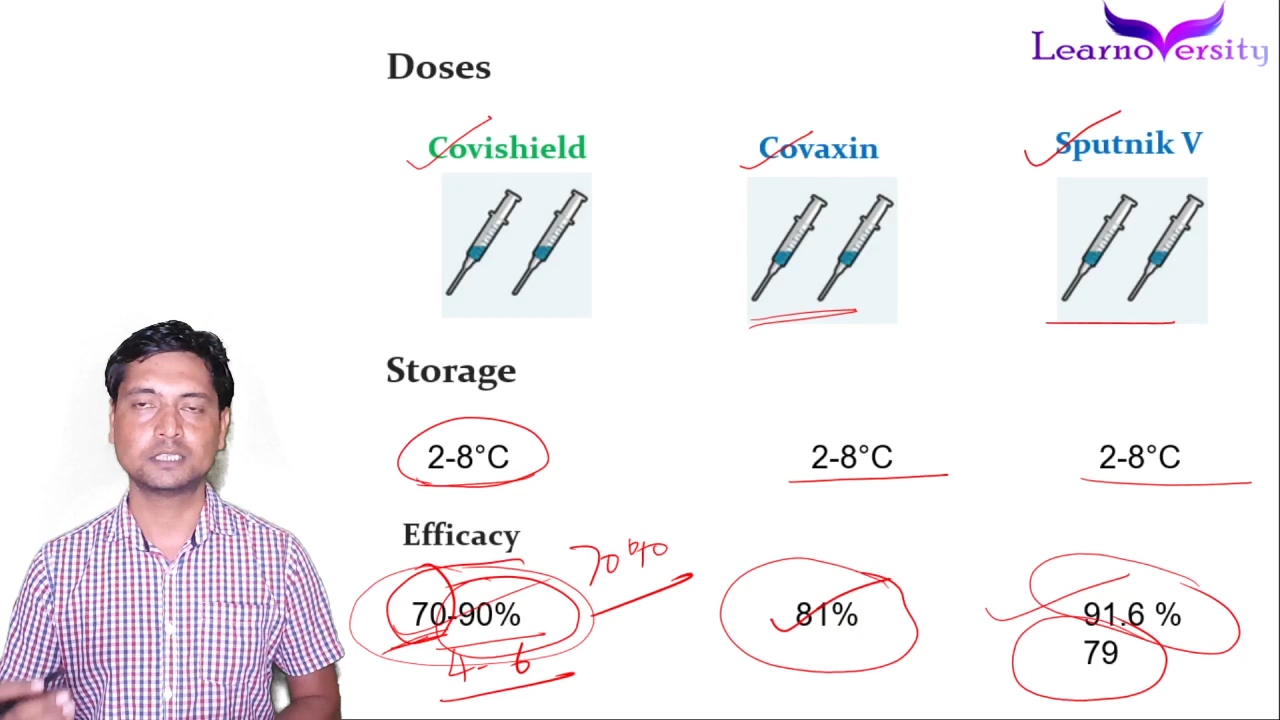 Learnoversity
Doses
Covishield Covaxin Sputnik V
Storage
2-8°C 2-8°C 2-8°C
Efficacy
70%
70-90% 81% 91.6 %
4- 6 79